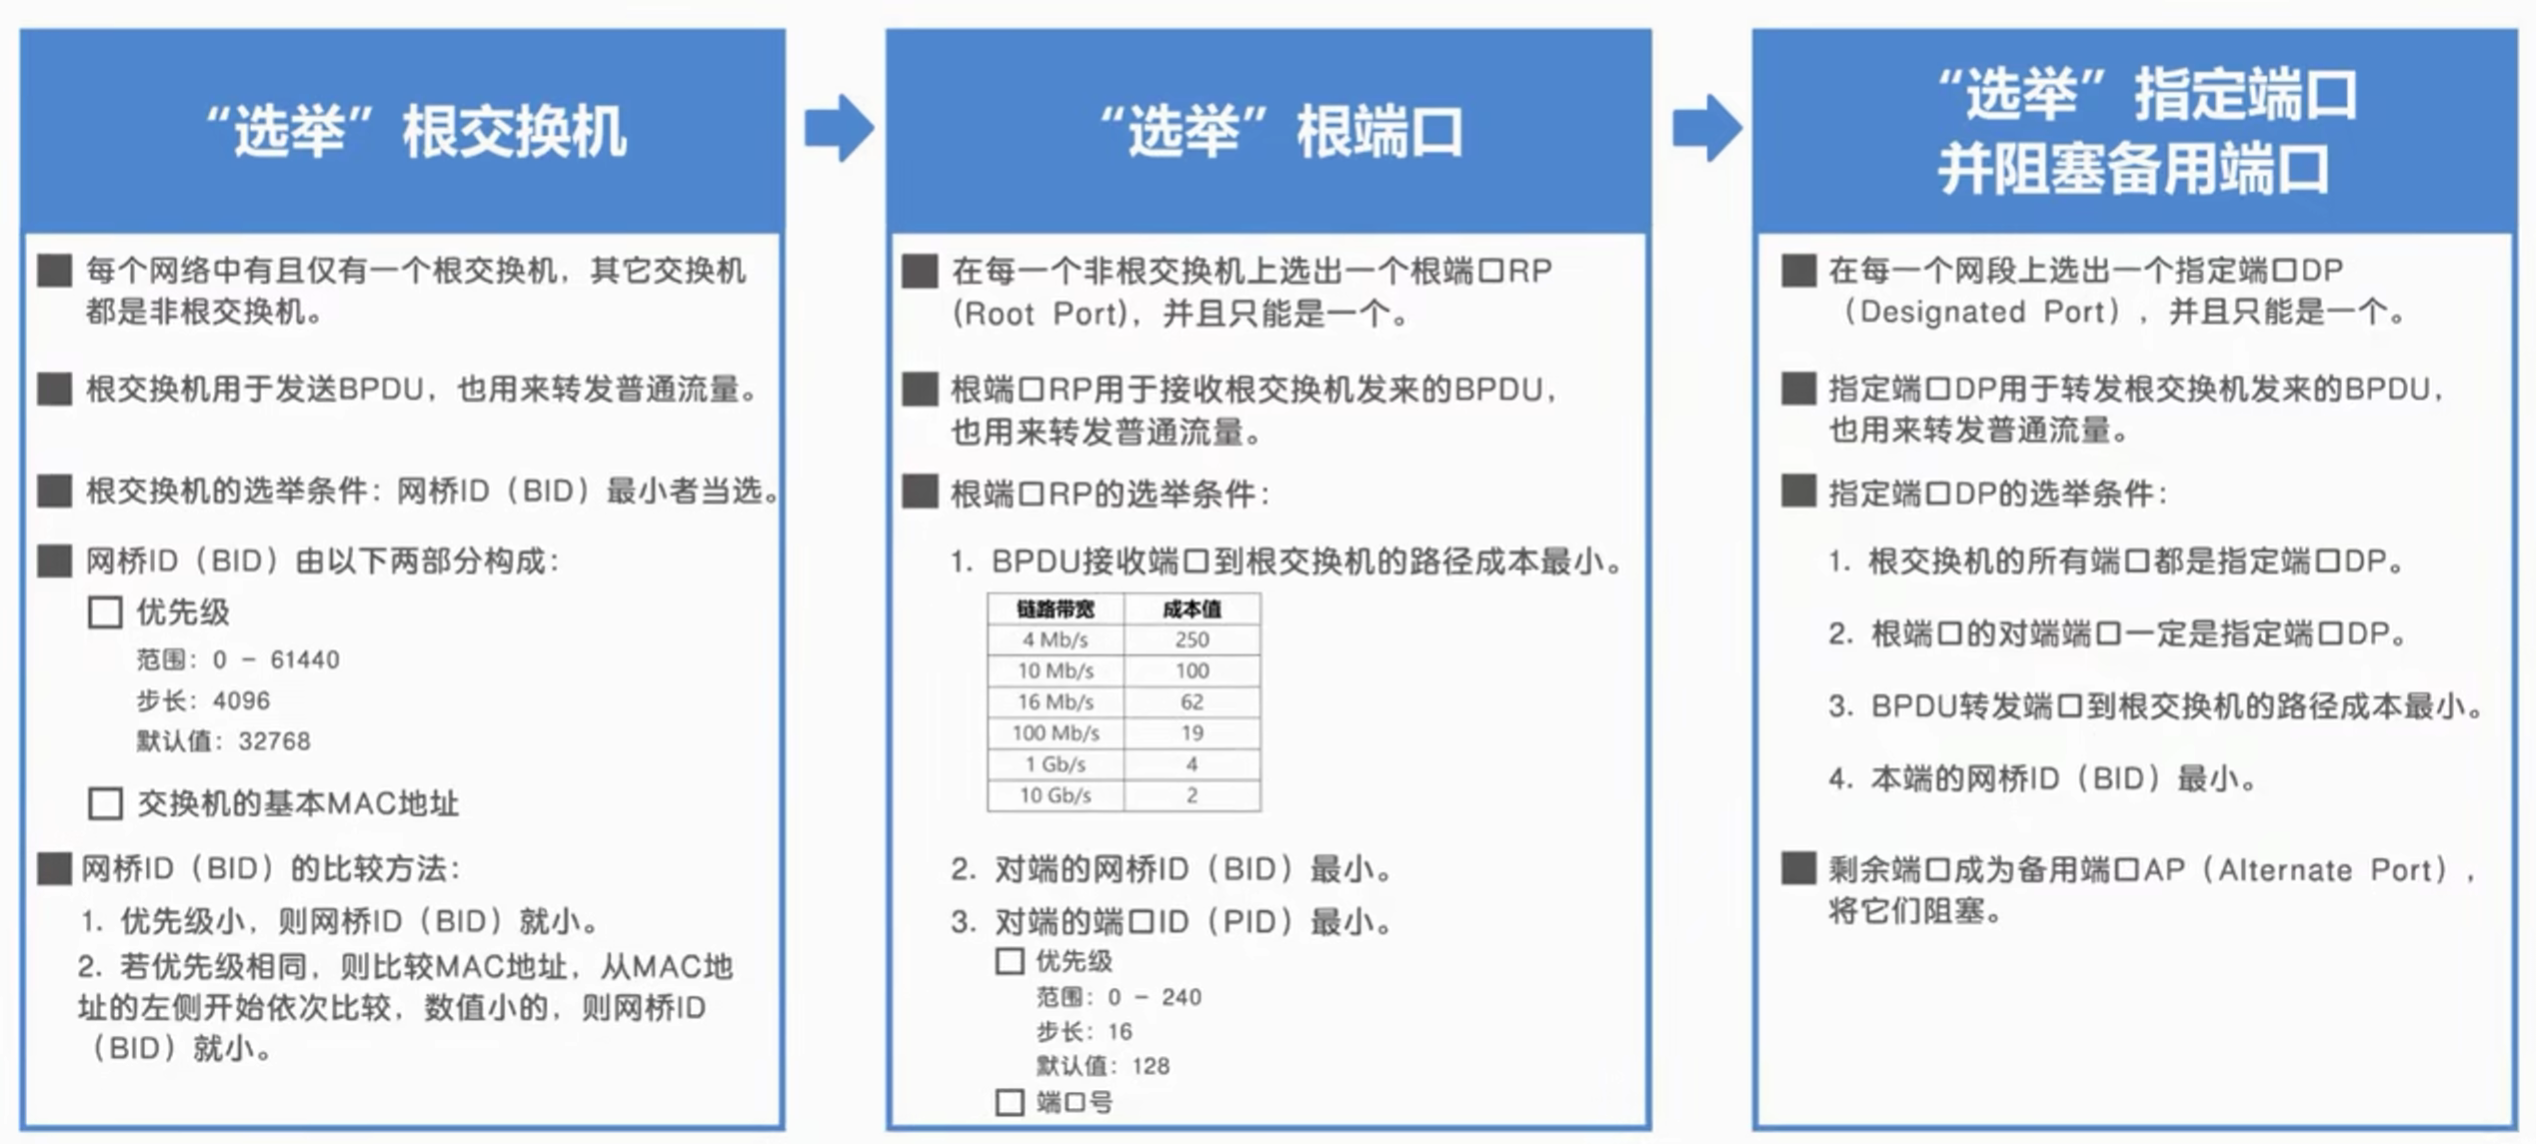 “选举”根交换机
每个网络中有且仅有一个根交换机，其它交换机
都是非根交换机。
根交换机用于发送BPDU，也用来转发普通流量。
根交换机的选举条件：网桥ID（BID）最小者当选。
网桥ID（BID）由以下两部分构成：
优先级
范围：0 - 61440
步长：4096
默认值：32768
交换机的基本MAC地址
网桥ID（BID）的比较方法：
1. 优先级小，则网桥ID（BID）就小。
2. 若优先级相同，则比较MAC地址，从MAC地
址的左侧开始依次比较，数值小的，则网桥ID
（BID）就小。
“选举”根端口
在每一个非根交换机上选出一个根端口RP
(Root Port)，并且只能是一个。
根端口RP用于接收根交换机发来的BPDU，
也用来转发普通流量。
根端口RP的选举条件：
1. BPDU接收端口到根交换机的路径成本最小。
链路带宽 成本值
4 Mb/s 250
10 Mb/s 100
16 Mb/s 62
100 Mb/s 19
1 Gb/s 4
10 Gb/s 2
2. 对端的网桥ID（BID）最小。
3. 对端的端口ID（PID）最小。
优先级
范围：0 - 240
步长：16
默认值：128
端口号
“选举”指定端口
并阻塞备用端口
在每一个网段上选出一个指定端口DP
（Designated Port），并且只能是一个。
指定端口DP用于转发根交换机发来的BPDU，
也用来转发普通流量。
指定端口DP的选举条件：
1. 根交换机的所有端口都是指定端口DP。
2. 根端口的对端端口一定是指定端口DP。
3. BPDU转发端口到根交换机的路径成本最小。
4. 本端的网桥ID（BID）最小。
剩余端口成为备用端口AP（Alternate Port），
将它们阻塞。